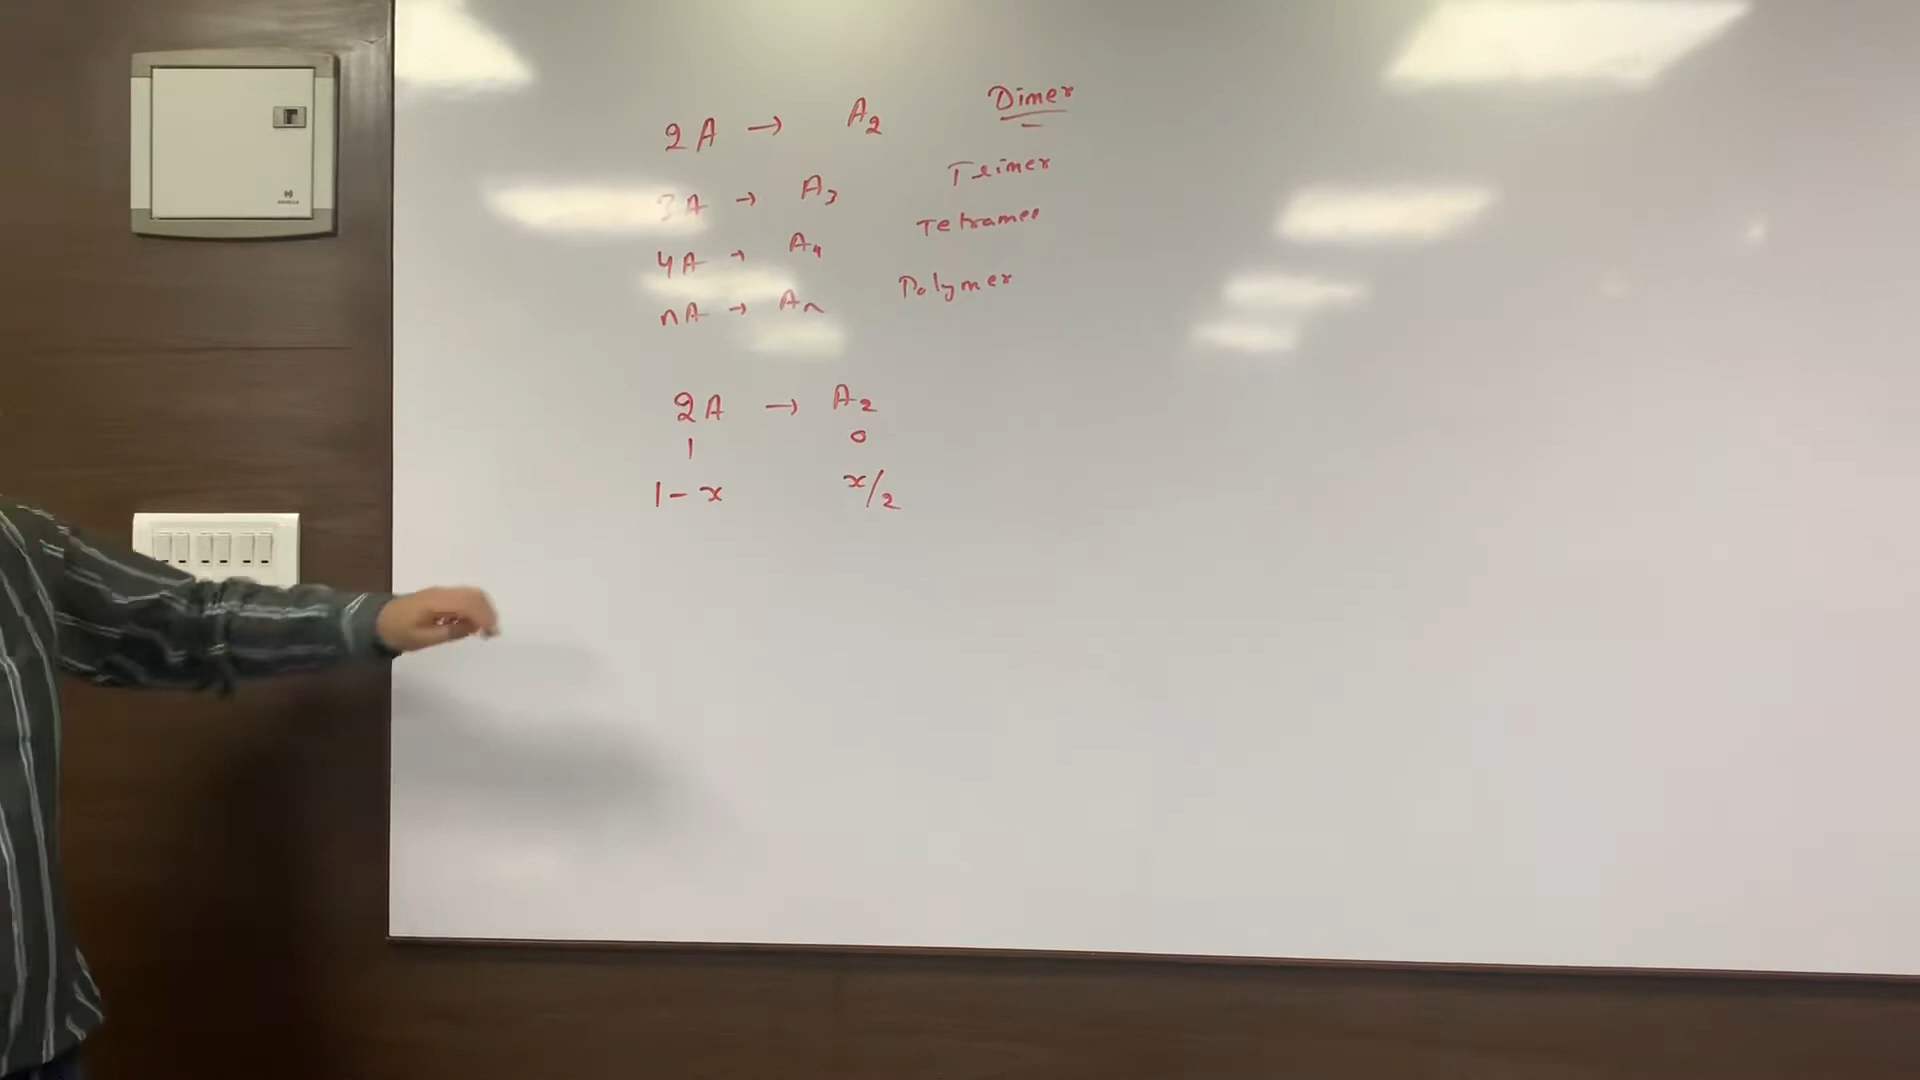 2A → A₂ Dimer
3A → A₃ Trimer
4A → A₄ Tetramer
nA → Aₙ Polymer
2A → A₂
1 0
1 - x x/2